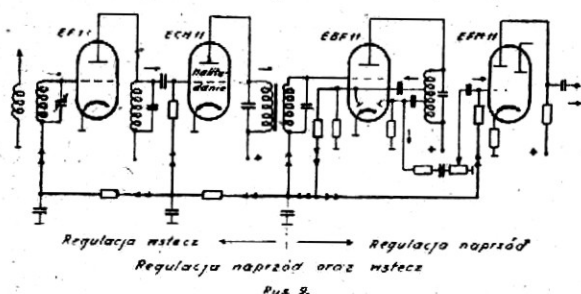 EF11 ECH11 EBF11 EFM11
Regulacja wstecz Regulacja naprzód
Regulacja naprzód oraz wstecz
Rys 9.